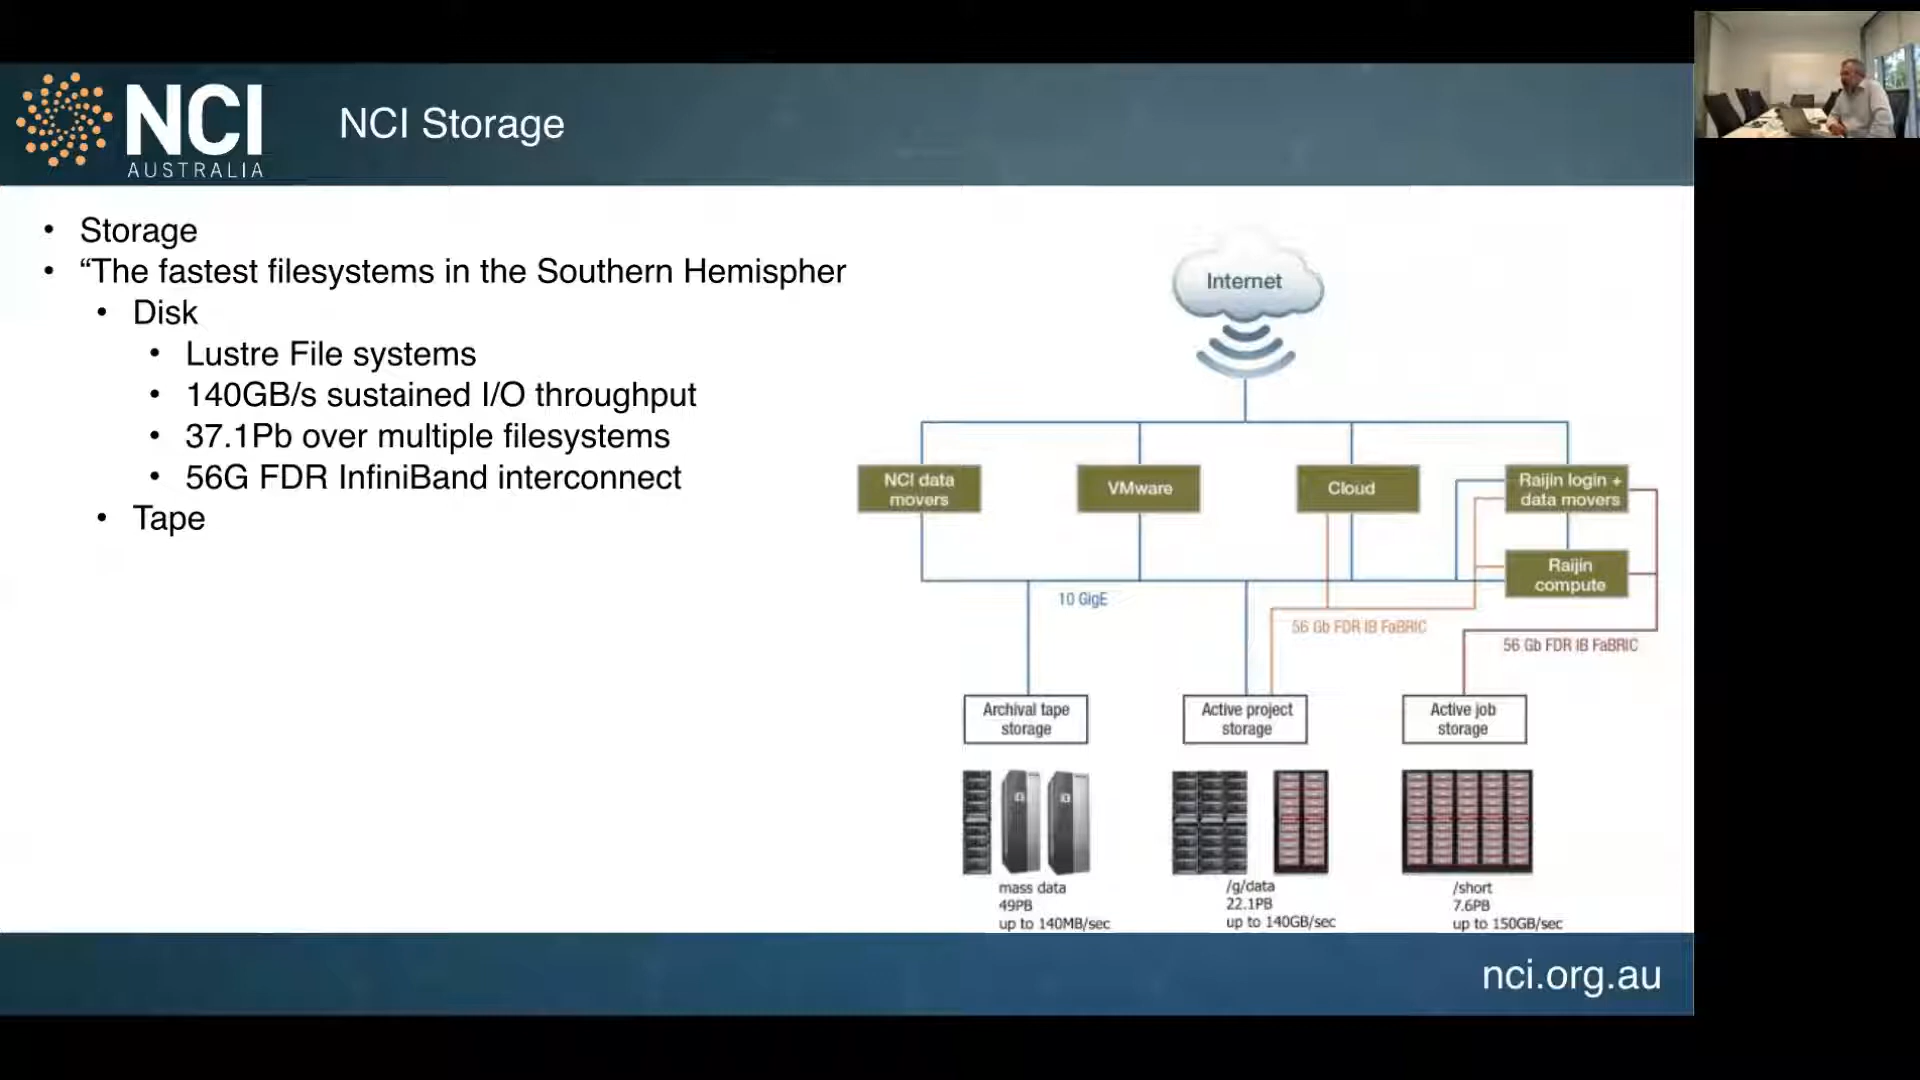 NCI
AUSTRALIA
NCI Storage
• Storage
• “The fastest filesystems in the Southern Hemispher
• Disk
• Lustre File systems
• 140GB/s sustained I/O throughput
• 37.1Pb over multiple filesystems
• 56G FDR InfiniBand interconnect
• Tape
Internet
NCI data
movers
VMware
Cloud
Raijin login +
data movers
Raijin
compute
10 GigE
56 Gb FDR IB FaBRIC
56 Gb FDR IB FaBRIC
Archival tape
storage
Active project
storage
Active job
storage
mass data
49PB
up to 140MB/sec
/g/data
22.1PB
up to 140GB/sec
/short
7.6PB
up to 150GB/sec
nci.org.au